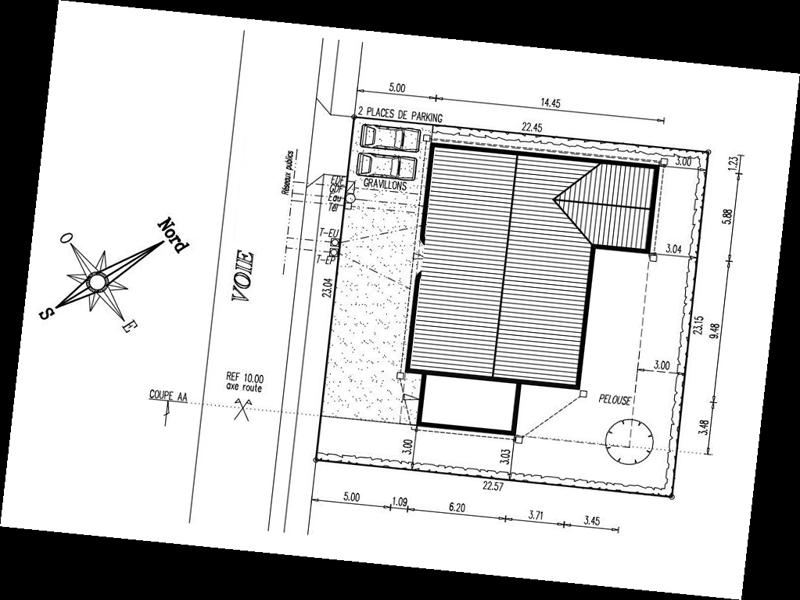 5.00
14.45
2 PLACES DE PARKING
22.45
3.00
1.23
GRAVILLONS
Réseaux publics
EDF
GDF
Eau
Tel
5.88
T-EU
T-EP
3.04
Nord
O
S
E
VOIE
23.04
23.15
9.48
3.00
REF 10.00
axe route
COUPE AA
PELOUSE
3.48
3.00
3.03
22.57
5.00
1.09
6.20
3.71
3.45